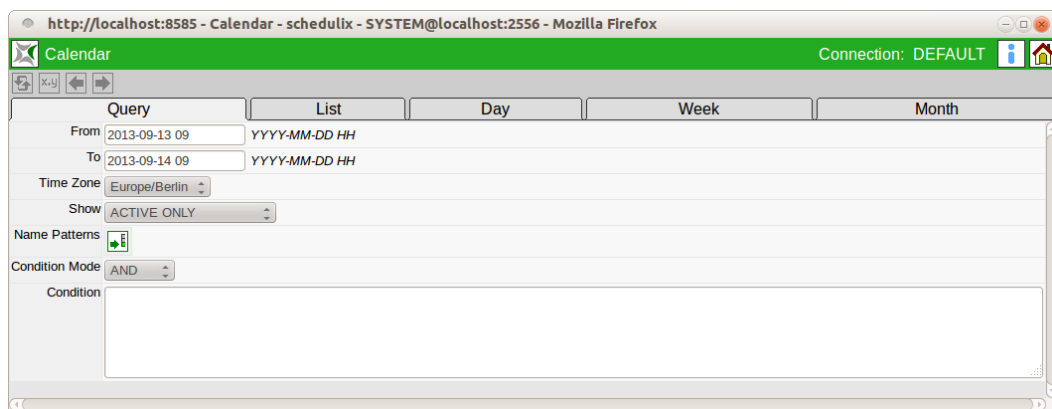 http://localhost:8585 - Calendar - schedulix - SYSTEM@localhost:2556 - Mozilla Firefox
Calendar Connection: DEFAULT
x.y
Query List Day Week Month
From 2013-09-13 09 YYYY-MM-DD HH
To 2013-09-14 09 YYYY-MM-DD HH
Time Zone Europe/Berlin
Show ACTIVE ONLY
Name Patterns
Condition Mode AND
Condition